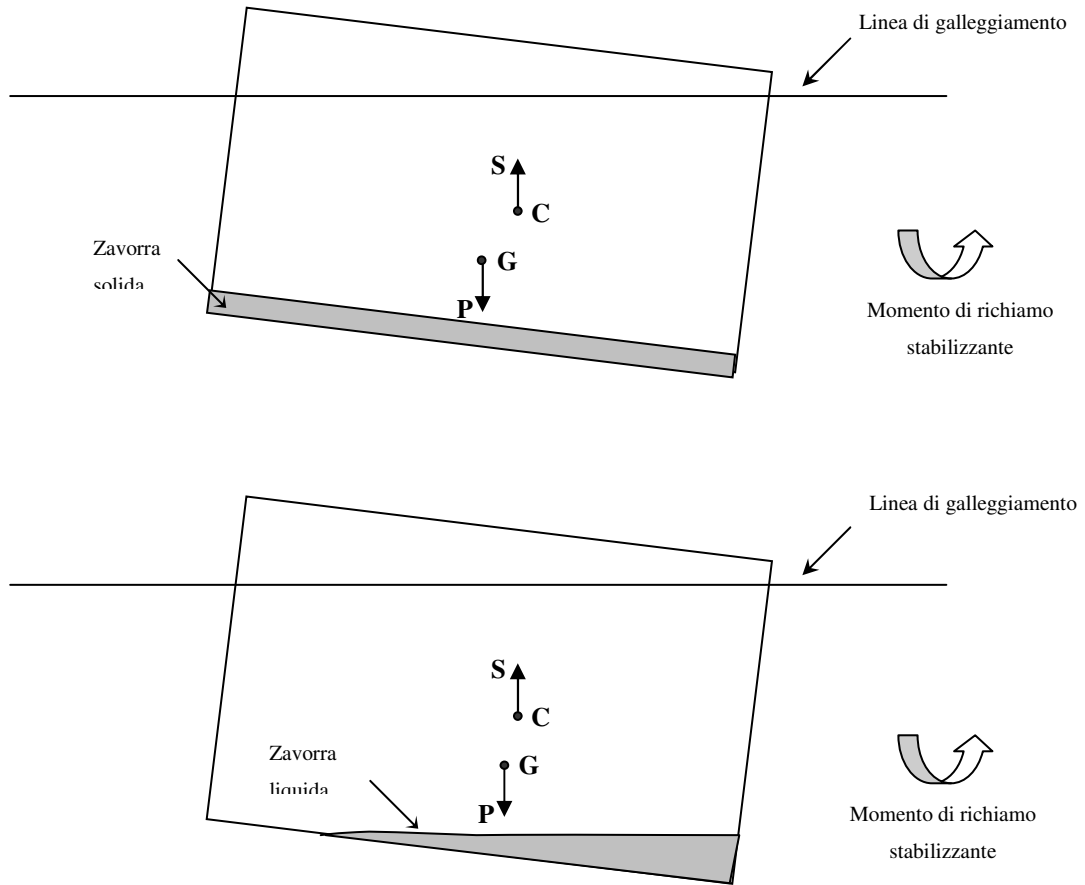 Linea di galleggiamento
S
C
Zavorra
solida
G
P
Momento di richiamo
stabilizzante
Linea di galleggiamento
S
C
Zavorra
liquida
G
P
Momento di richiamo
stabilizzante